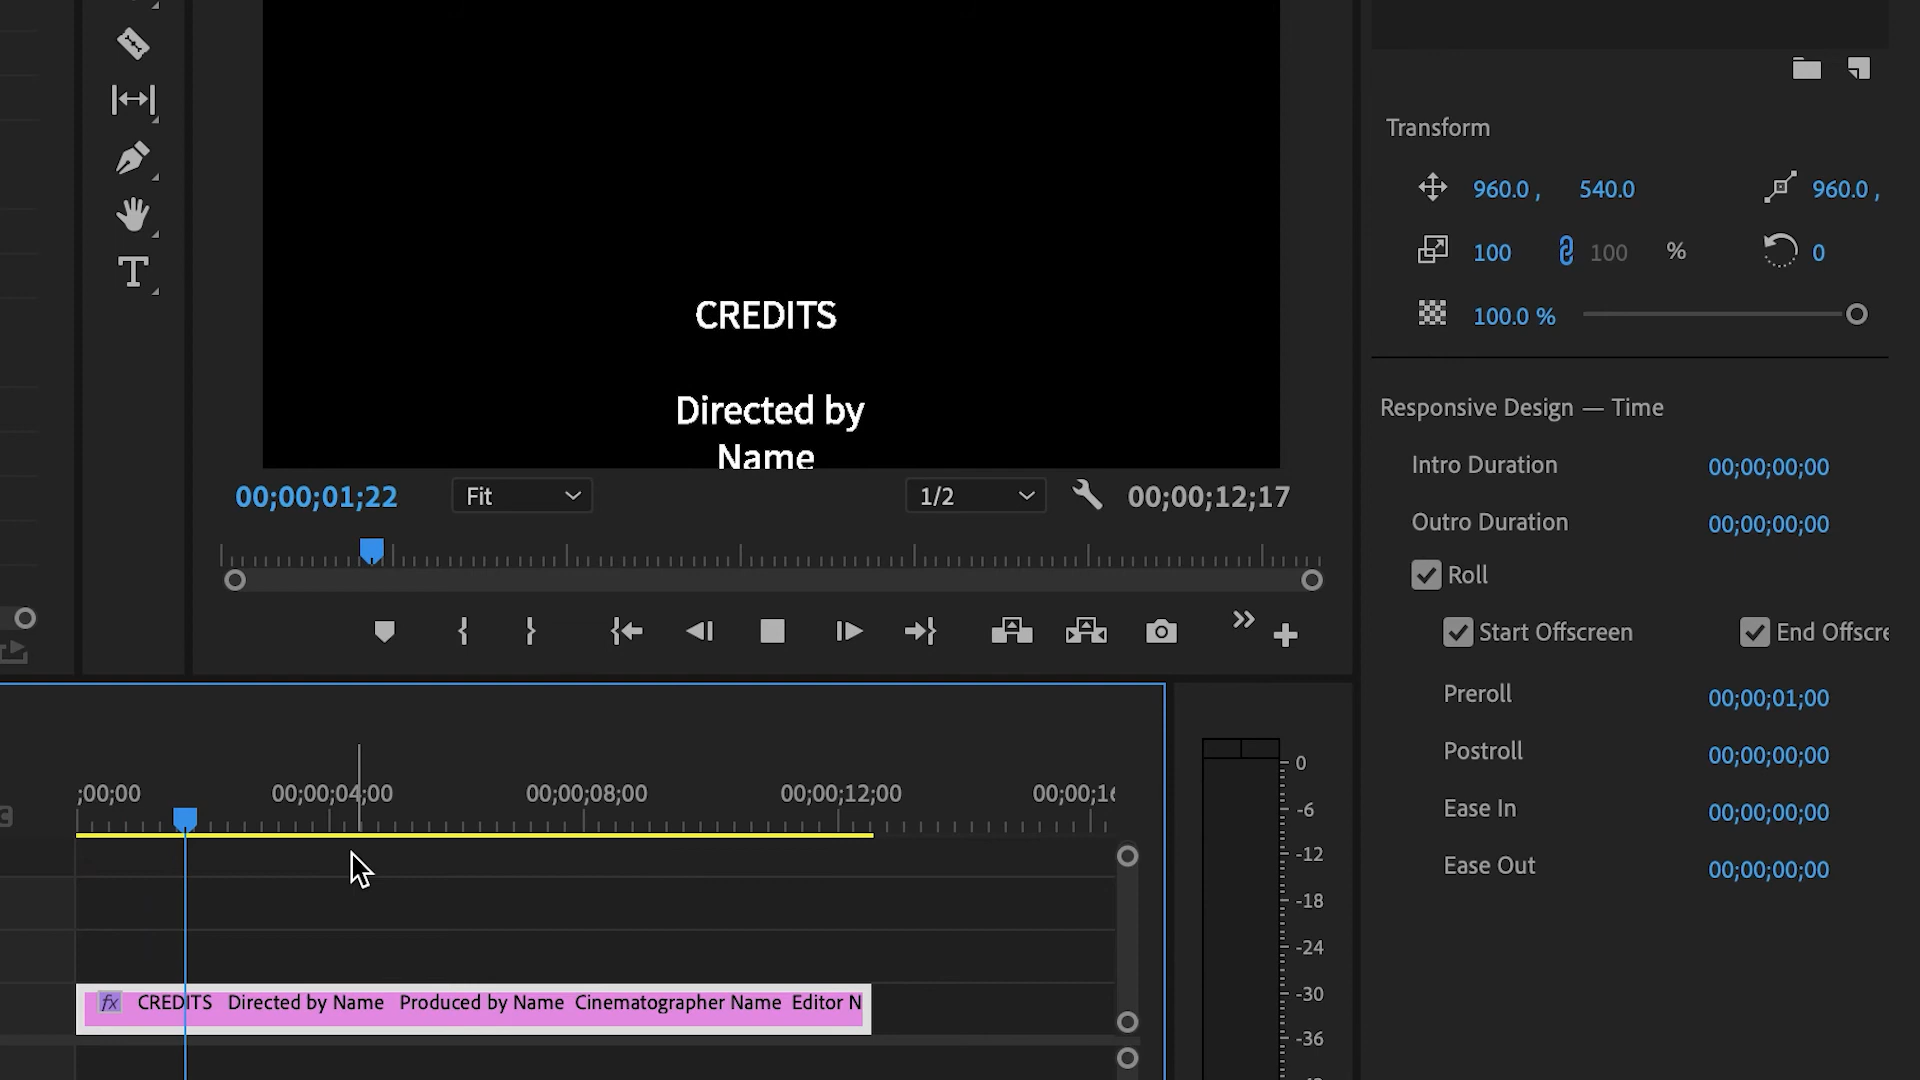 Transform
960.0 , 540.0 960.0 ,
100 100 % 0
100.0 %
CREDITS
Directed by
Name
Responsive Design — Time
Intro Duration 00;00;00;00
Outro Duration 00;00;00;00
Roll
Start Offscreen End Offscre
Preroll 00;00;01;00
Postroll 00;00;00;00
Ease In 00;00;00;00
Ease Out 00;00;00;00
00;00;01;22 Fit 1/2 00;00;12;17
;00;00 00;00;04;00 00;00;08;00 00;00;12;00 00;00;16
fx CREDITS Directed by Name Produced by Name Cinematographer Name Editor N
0
-6
-12
-18
-24
-30
-36